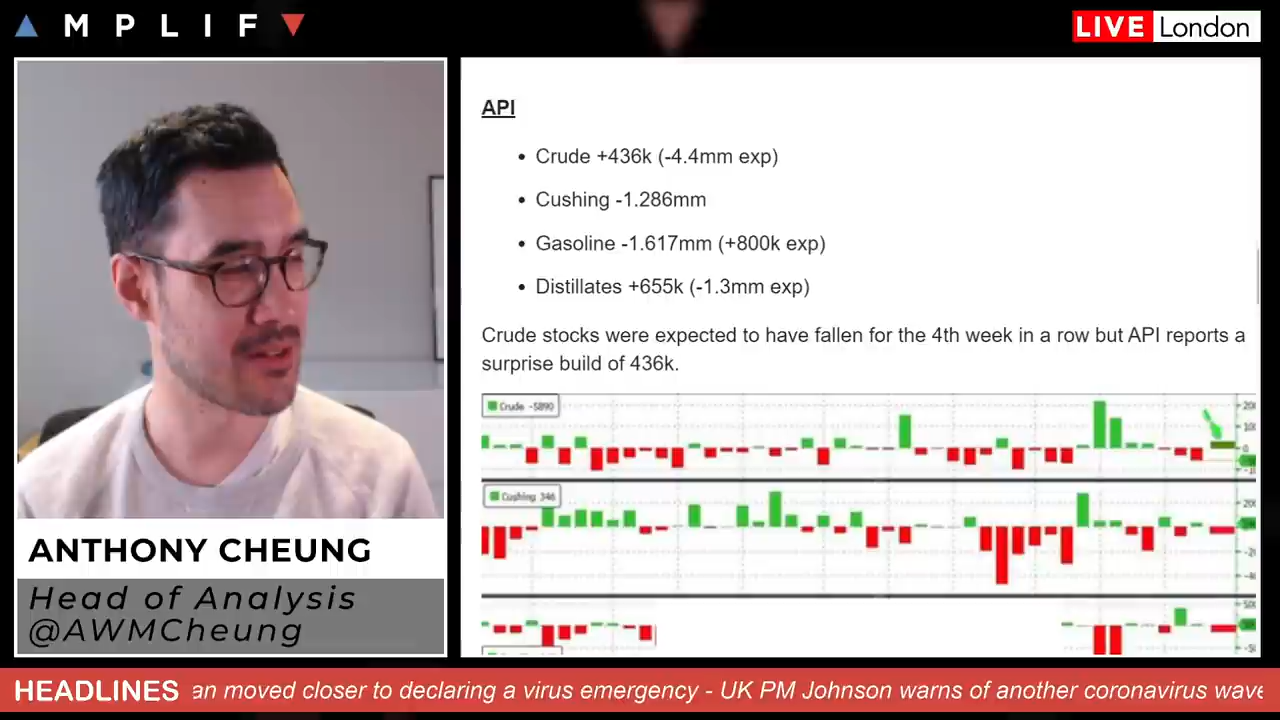 AMPLIFY
LIVE London
API
• Crude +436k (-4.4mm exp)
• Cushing -1.286mm
• Gasoline -1.617mm (+800k exp)
• Distillates +655k (-1.3mm exp)
Crude stocks were expected to have fallen for the 4th week in a row but API reports a
surprise build of 436k.
Crude -5890
Cushing 346
ANTHONY CHEUNG
Head of Analysis
@AWMCheung
HEADLINES an moved closer to declaring a virus emergency - UK PM Johnson warns of another coronavirus wave